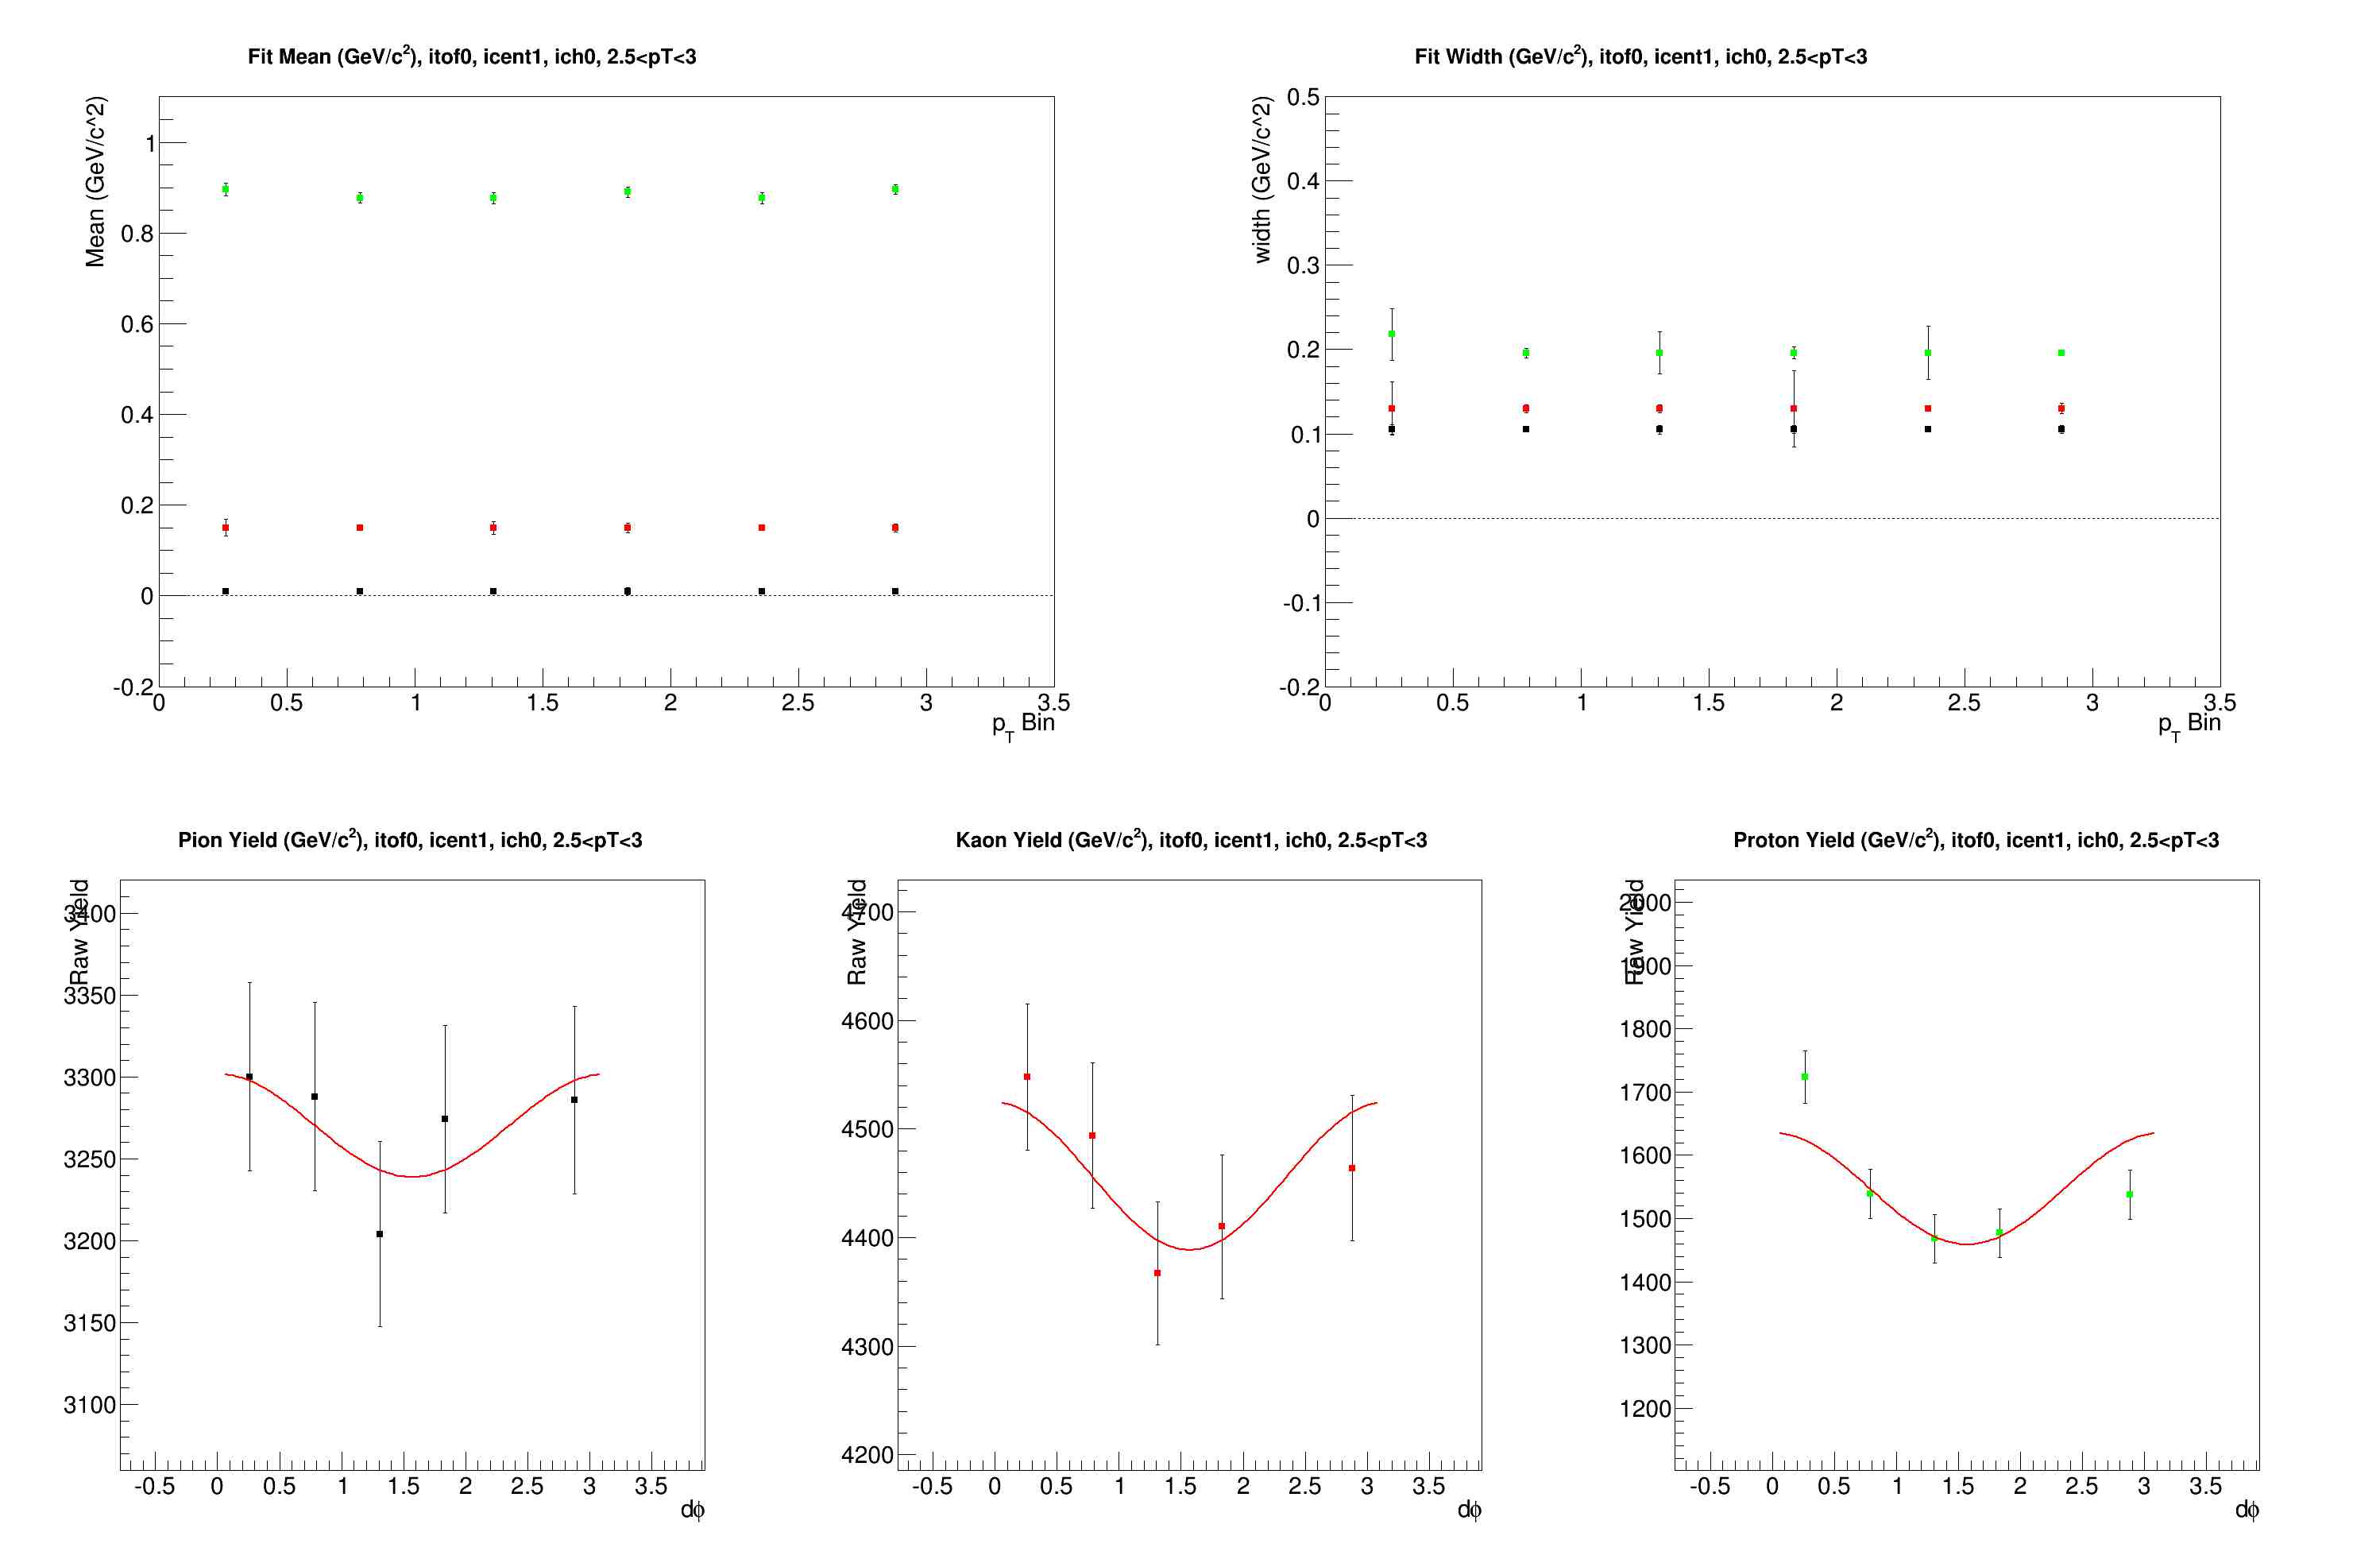 Fit Mean (GeV/c²), itof0, icent1, ich0, 2.5<pT<3
Mean (GeV/c^2)
1
0.8
0.6
0.4
0.2
0
-0.2
0 0.5 1 1.5 2 2.5 3 3.5
p_T Bin
Fit Width (GeV/c²), itof0, icent1, ich0, 2.5<pT<3
width (GeV/c^2)
0.5
0.4
0.3
0.2
0.1
0
-0.1
-0.2
0 0.5 1 1.5 2 2.5 3 3.5
p_T Bin
Pion Yield (GeV/c²), itof0, icent1, ich0, 2.5<pT<3
Raw Yield
3400
3350
3300
3250
3200
3150
3100
-0.5 0 0.5 1 1.5 2 2.5 3 3.5
dϕ
Kaon Yield (GeV/c²), itof0, icent1, ich0, 2.5<pT<3
Raw Yield
4700
4600
4500
4400
4300
4200
-0.5 0 0.5 1 1.5 2 2.5 3 3.5
dϕ
Proton Yield (GeV/c²), itof0, icent1, ich0, 2.5<pT<3
Raw Yield
2000
1900
1800
1700
1600
1500
1400
1300
1200
-0.5 0 0.5 1 1.5 2 2.5 3 3.5
dϕ